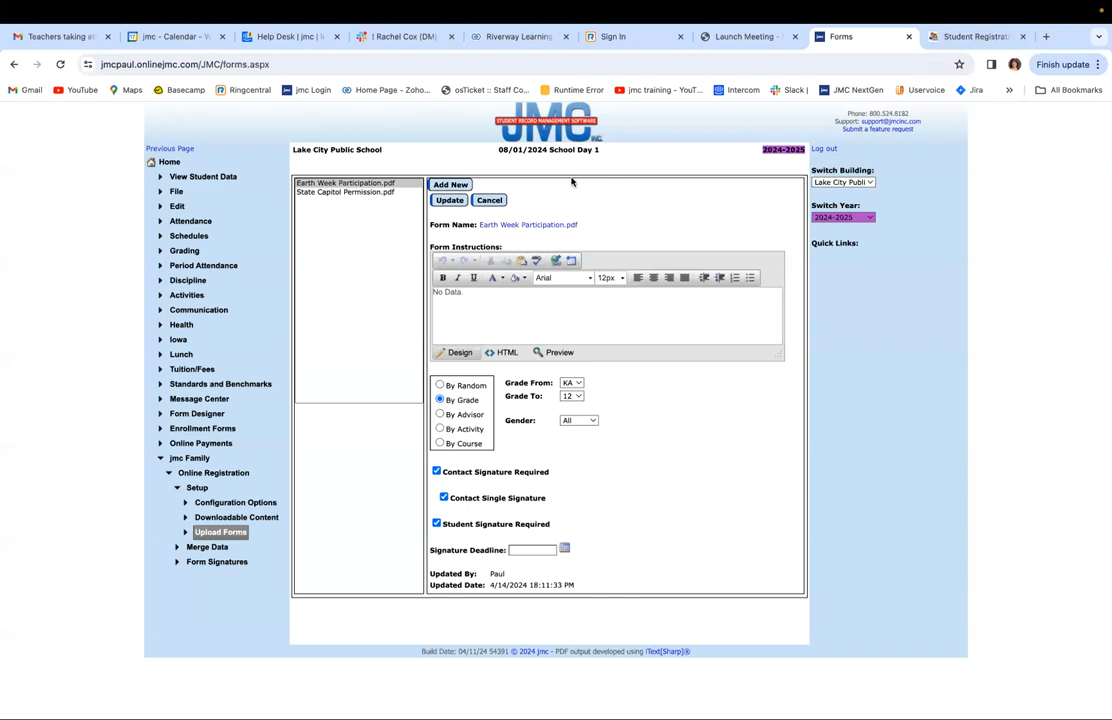 Teachers taking at
jmc - Calendar - W
Help Desk | jmc | i
! Rachel Cox (DM)
Riverway Learning
Sign In
Launch Meeting -
Forms
Student Registrati
jmcpaul.onlinejmc.com/JMC/forms.aspx
Finish update
Gmail
YouTube
Maps
Basecamp
Ringcentral
jmc Login
Home Page - Zoho...
osTicket :: Staff Co...
Runtime Error
jmc training - YouT...
Intercom
Slack |
JMC NextGen
Uservoice
Jira
All Bookmarks
JMC INC.
STUDENT RECORD MANAGEMENT SOFTWARE
Phone: 800.524.8182
Support: support@jmcinc.com
Submit a feature request
Previous Page
Lake City Public School
08/01/2024 School Day 1
2024-2025
Log out
Home
View Student Data
File
Edit
Attendance
Schedules
Grading
Period Attendance
Discipline
Activities
Communication
Health
Iowa
Lunch
Tuition/Fees
Standards and Benchmarks
Message Center
Form Designer
Enrollment Forms
Online Payments
jmc Family
Online Registration
Setup
Configuration Options
Downloadable Content
Upload Forms
Merge Data
Form Signatures
Earth Week Participation.pdf
State Capitol Permission.pdf
Add New
Update Cancel
Form Name: Earth Week Participation.pdf
Form Instructions:
B I U A Arial 12px
No Data.
Design HTML Preview
By Random
By Grade
By Advisor
By Activity
By Course
Grade From: KA
Grade To: 12
Gender: All
Contact Signature Required
Contact Single Signature
Student Signature Required
Signature Deadline:
Updated By: Paul
Updated Date: 4/14/2024 18:11:33 PM
Switch Building:
Lake City Publi
Switch Year:
2024-2025
Quick Links:
Build Date: 04/11/24 54391 © 2024 jmc - PDF output developed using iText[Sharp]®